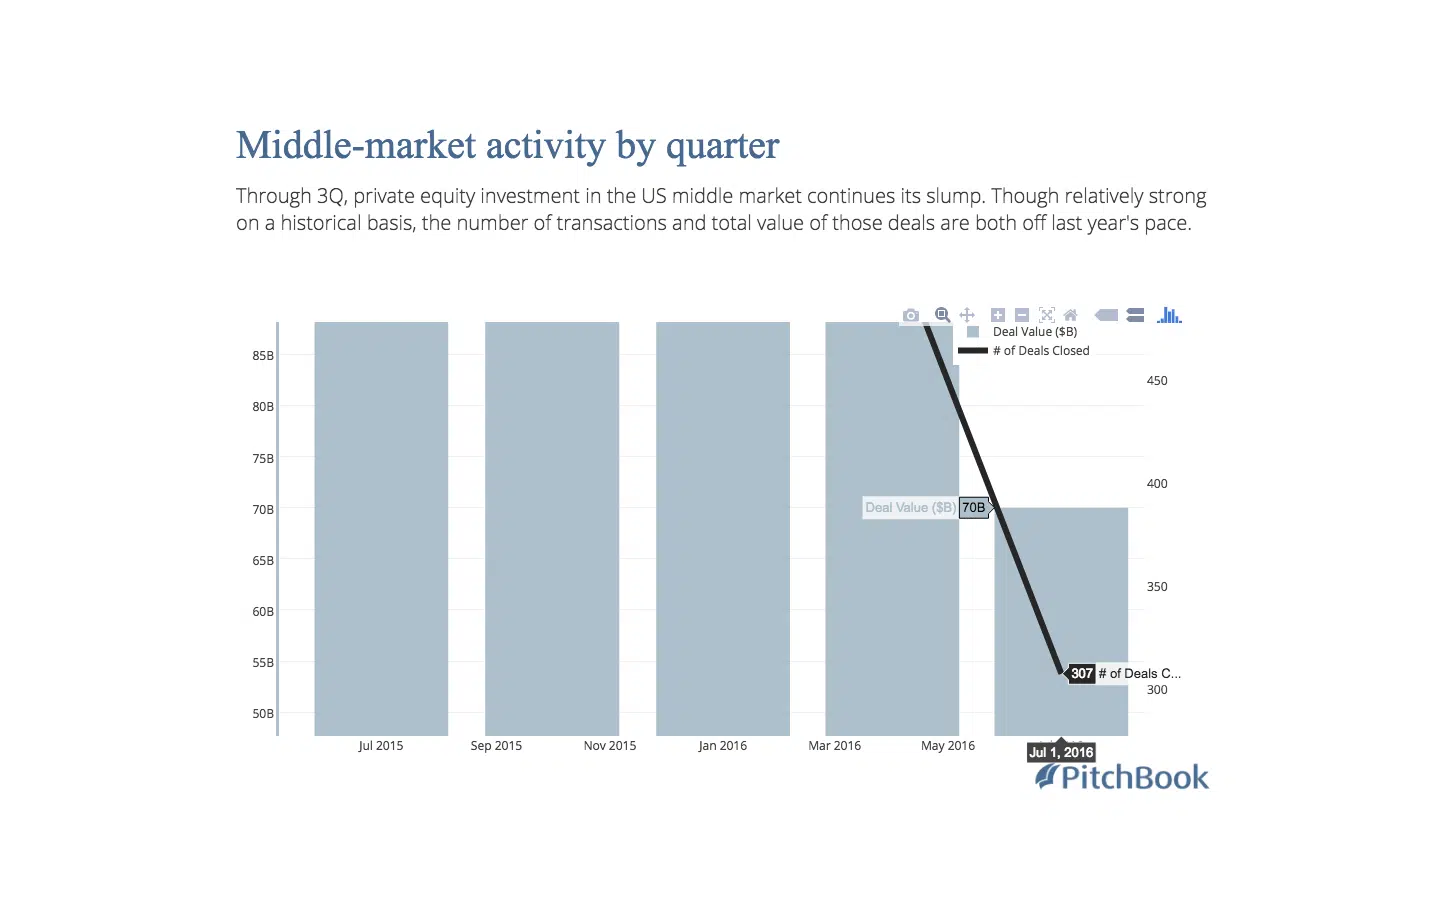 Middle-market activity by quarter
Through 3Q, private equity investment in the US middle market continues its slump. Though relatively strong
on a historical basis, the number of transactions and total value of those deals are both off last year's pace.
Deal Value ($B)
# of Deals Closed
85B
80B
75B
70B
65B
60B
55B
50B
450
400
350
300
Deal Value ($B) 70B
307 # of Deals C...
Jul 2015 Sep 2015 Nov 2015 Jan 2016 Mar 2016 May 2016
Jul 1, 2016
PitchBook